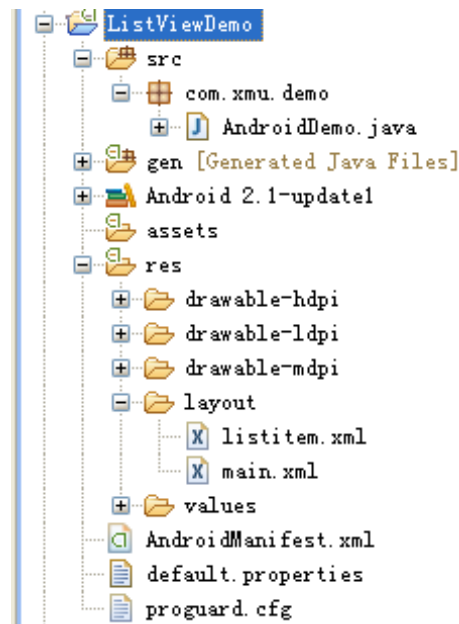 ListViewDemo
src
com.xmu.demo
AndroidDemo.java
gen [Generated Java Files]
Android 2.1-update1
assets
res
drawable-hdpi
drawable-ldpi
drawable-mdpi
layout
listitem.xml
main.xml
values
AndroidManifest.xml
default.properties
proguard.cfg